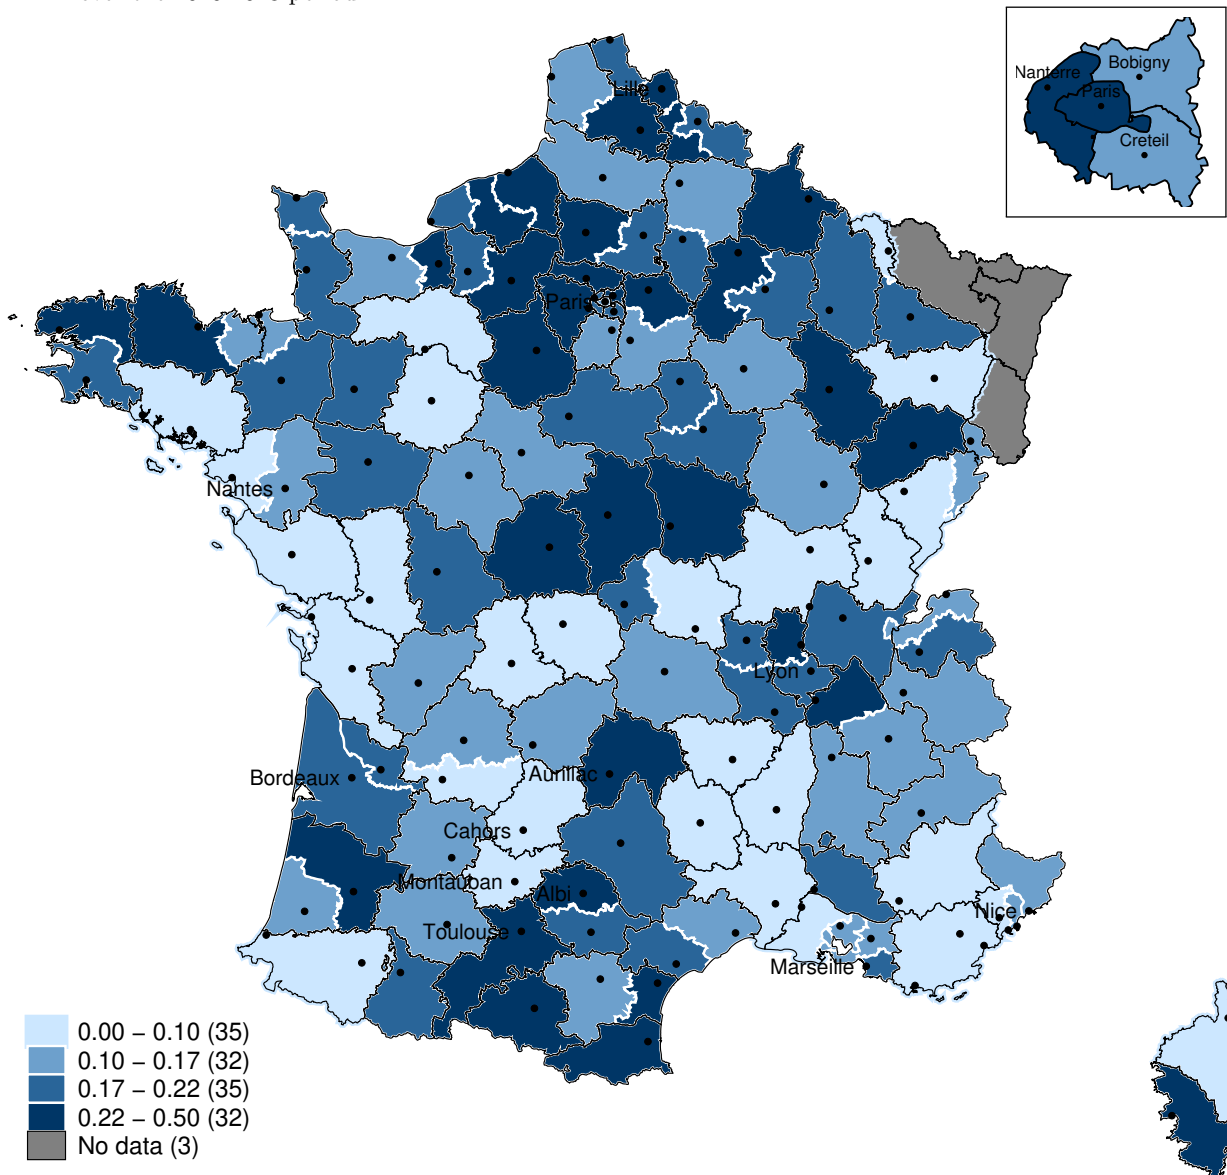 Nanterre
Bobigny
Paris
Creteil
Lille
Paris
Nantes
Lyon
Bordeaux
Aurillac
Cahors
Montauban
Albi
Toulouse
Nice
Marseille
0.00 – 0.10 (35)
0.10 – 0.17 (32)
0.17 – 0.22 (35)
0.22 – 0.50 (32)
No data (3)